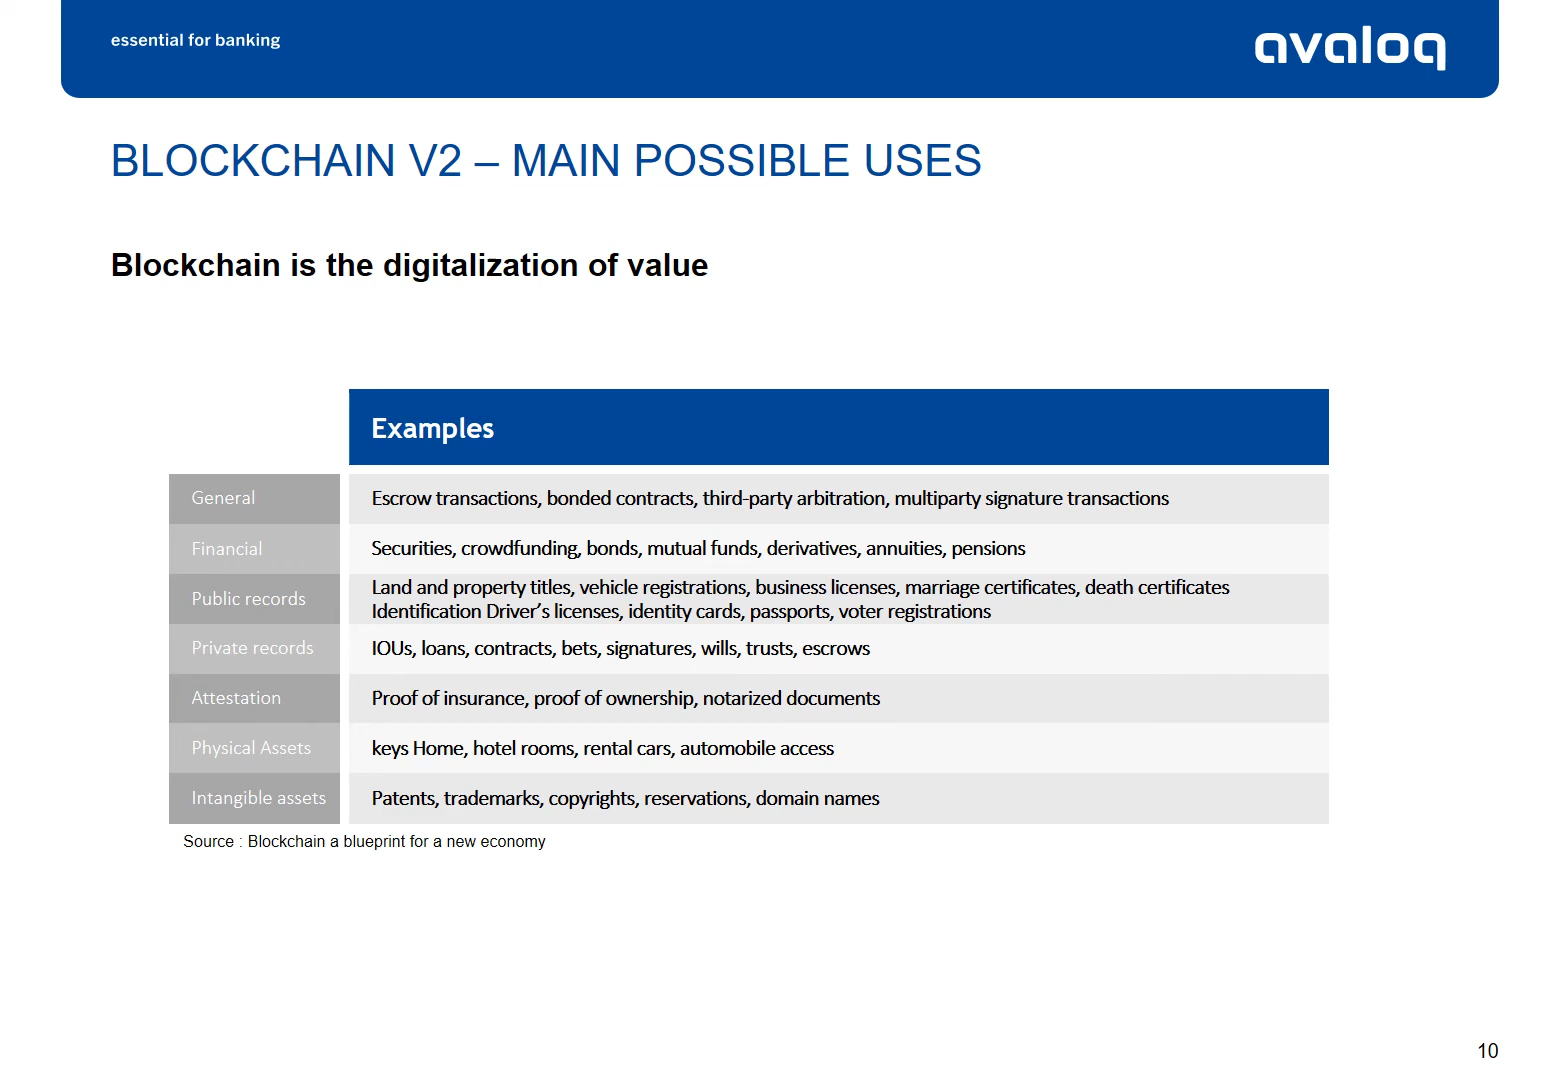 essential for banking
avaloq
BLOCKCHAIN V2 – MAIN POSSIBLE USES
Blockchain is the digitalization of value
Examples
General
Escrow transactions, bonded contracts, third-party arbitration, multiparty signature transactions
Financial
Securities, crowdfunding, bonds, mutual funds, derivatives, annuities, pensions
Public records
Land and property titles, vehicle registrations, business licenses, marriage certificates, death certificates
Identification Driver’s licenses, identity cards, passports, voter registrations
Private records
IOUs, loans, contracts, bets, signatures, wills, trusts, escrows
Attestation
Proof of insurance, proof of ownership, notarized documents
Physical Assets
keys Home, hotel rooms, rental cars, automobile access
Intangible assets
Patents, trademarks, copyrights, reservations, domain names
Source : Blockchain a blueprint for a new economy
10